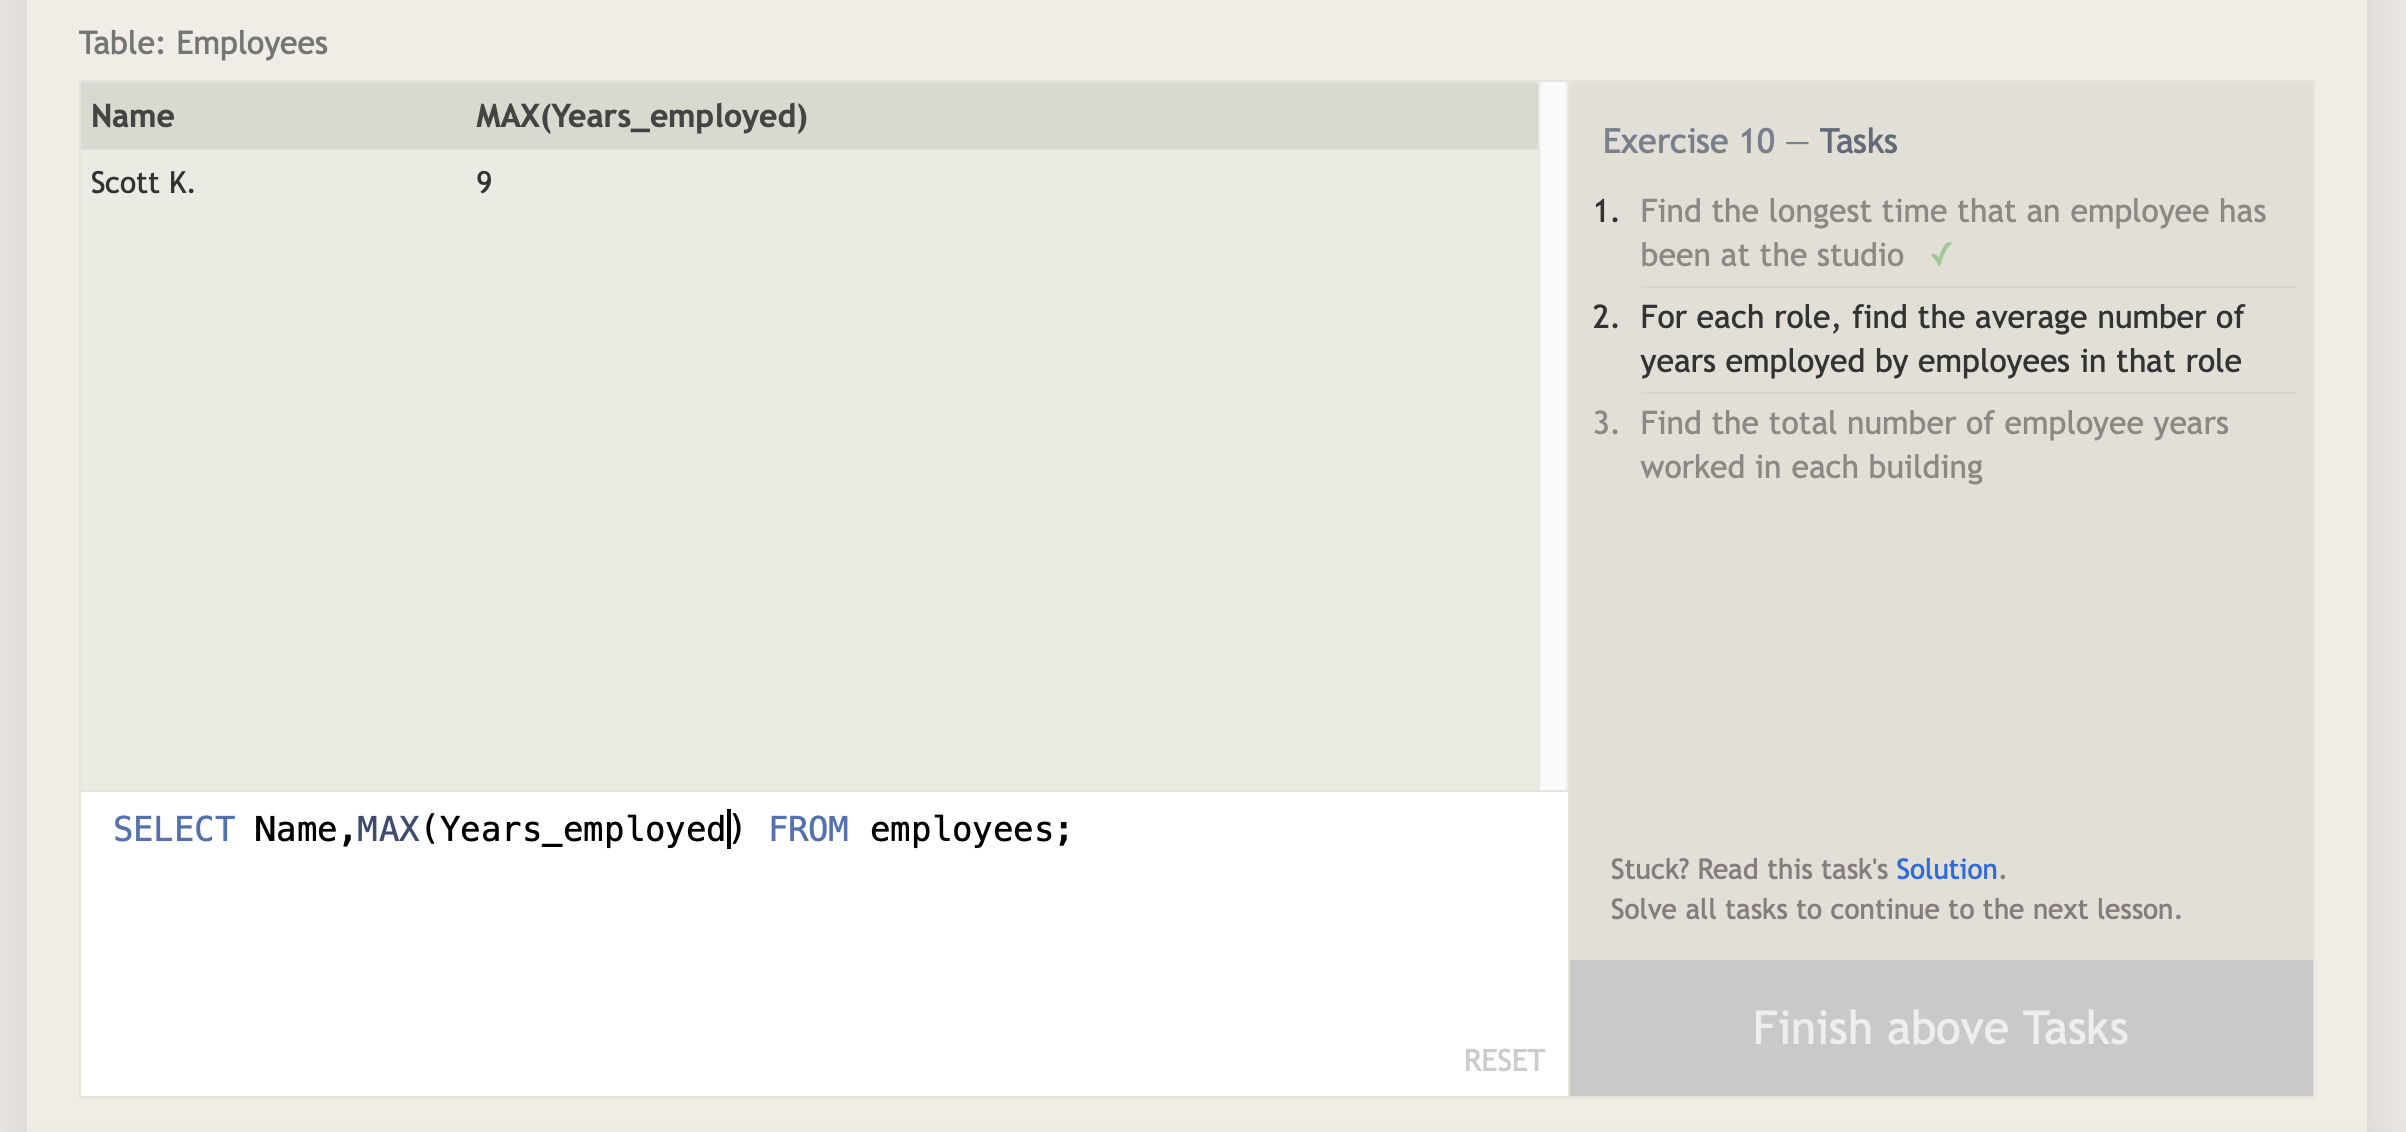 Table: Employees
Name MAX(Years_employed)
Scott K. 9
SELECT Name,MAX(Years_employed) FROM employees;
RESET
Exercise 10 — Tasks
1. Find the longest time that an employee has
been at the studio ✓
2. For each role, find the average number of
years employed by employees in that role
3. Find the total number of employee years
worked in each building
Stuck? Read this task's Solution.
Solve all tasks to continue to the next lesson.
Finish above Tasks